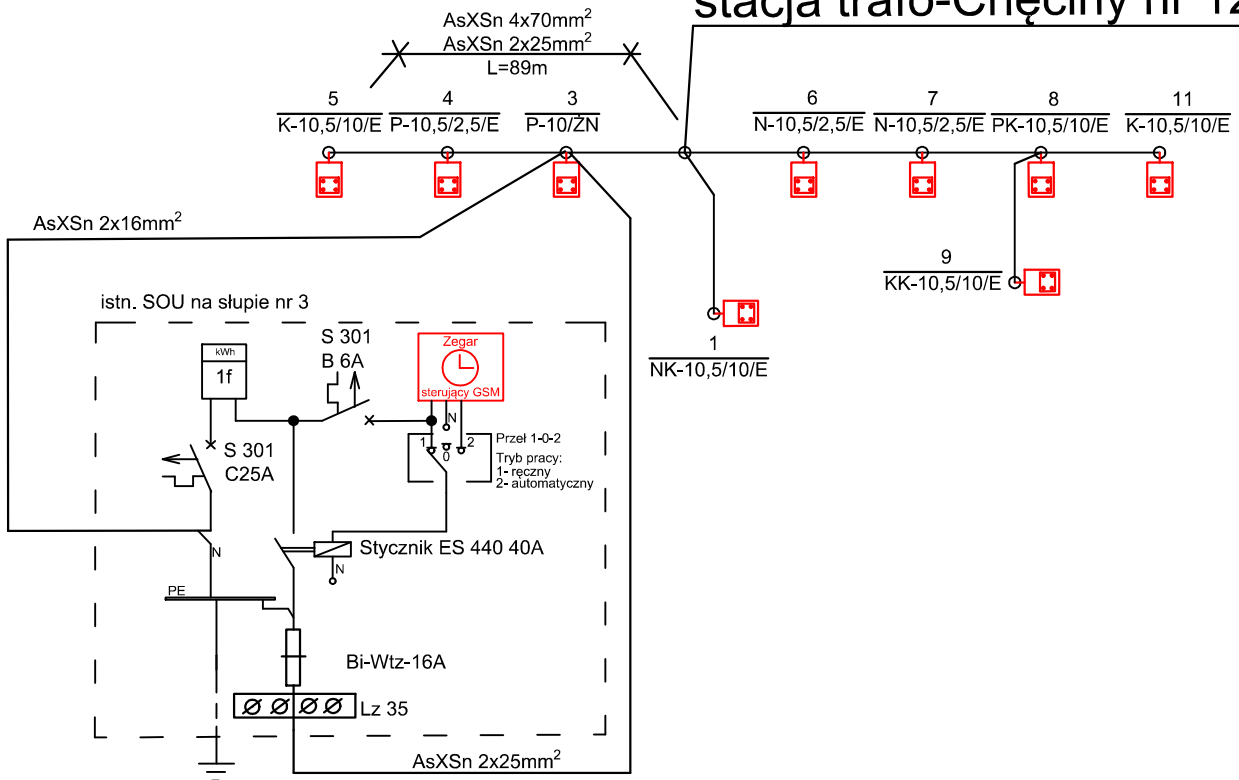 stacja trafo-Chęciny nr 12
AsXSn 4x70mm²
AsXSn 2x25mm²
L=89m
5
K-10,5/10/E
4
P-10,5/2,5/E
3
P-10/ŻN
6
N-10,5/2,5/E
7
N-10,5/2,5/E
8
PK-10,5/10/E
11
K-10,5/10/E
AsXSn 2x16mm²
9
KK-10,5/10/E
1
NK-10,5/10/E
istn. SOU na słupie nr 3
kWh
1f
S 301
B 6A
Zegar
sterujący GSM
N
1
0
2
Przeł 1-0-2
Tryb pracy:
1- ręczny
2- automatyczny
S 301
C25A
Stycznik ES 440 40A
N
N
PE
Bi-Wtz-16A
Lz 35
AsXSn 2x25mm²